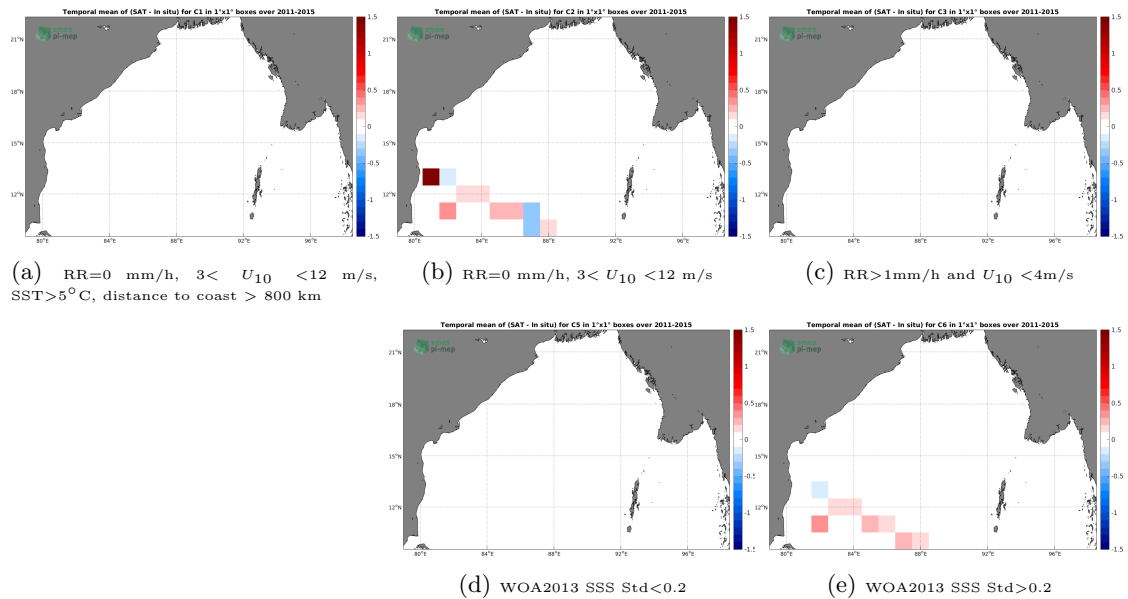 Temporal mean of (SAT - In situ) for C1 in 1°x1° boxes over 2011-2015
smos
pi-mep
21°N
18°N
15°N
12°N
80°E 84°E 88°E 92°E 96°E
1.5
1
0.5
0
-0.5
-1
-1.5
(a) RR=0 mm/h, 3< U10 <12 m/s,
SST>5°C, distance to coast > 800 km
Temporal mean of (SAT - In situ) for C2 in 1°x1° boxes over 2011-2015
smos
pi-mep
21°N
18°N
15°N
12°N
80°E 84°E 88°E 92°E 96°E
1.5
1
0.5
0
-0.5
-1
-1.5
(b) RR=0 mm/h, 3< U10 <12 m/s
Temporal mean of (SAT - In situ) for C3 in 1°x1° boxes over 2011-2015
smos
pi-mep
21°N
18°N
15°N
12°N
80°E 84°E 88°E 92°E 96°E
1.5
1
0.5
0
-0.5
-1
-1.5
(c) RR>1mm/h and U10 <4m/s
Temporal mean of (SAT - In situ) for C5 in 1°x1° boxes over 2011-2015
smos
pi-mep
21°N
18°N
15°N
12°N
80°E 84°E 88°E 92°E 96°E
1.5
1
0.5
0
-0.5
-1
-1.5
(d) WOA2013 SSS Std<0.2
Temporal mean of (SAT - In situ) for C6 in 1°x1° boxes over 2011-2015
smos
pi-mep
21°N
18°N
15°N
12°N
80°E 84°E 88°E 92°E 96°E
1.5
1
0.5
0
-0.5
-1
-1.5
(e) WOA2013 SSS Std>0.2